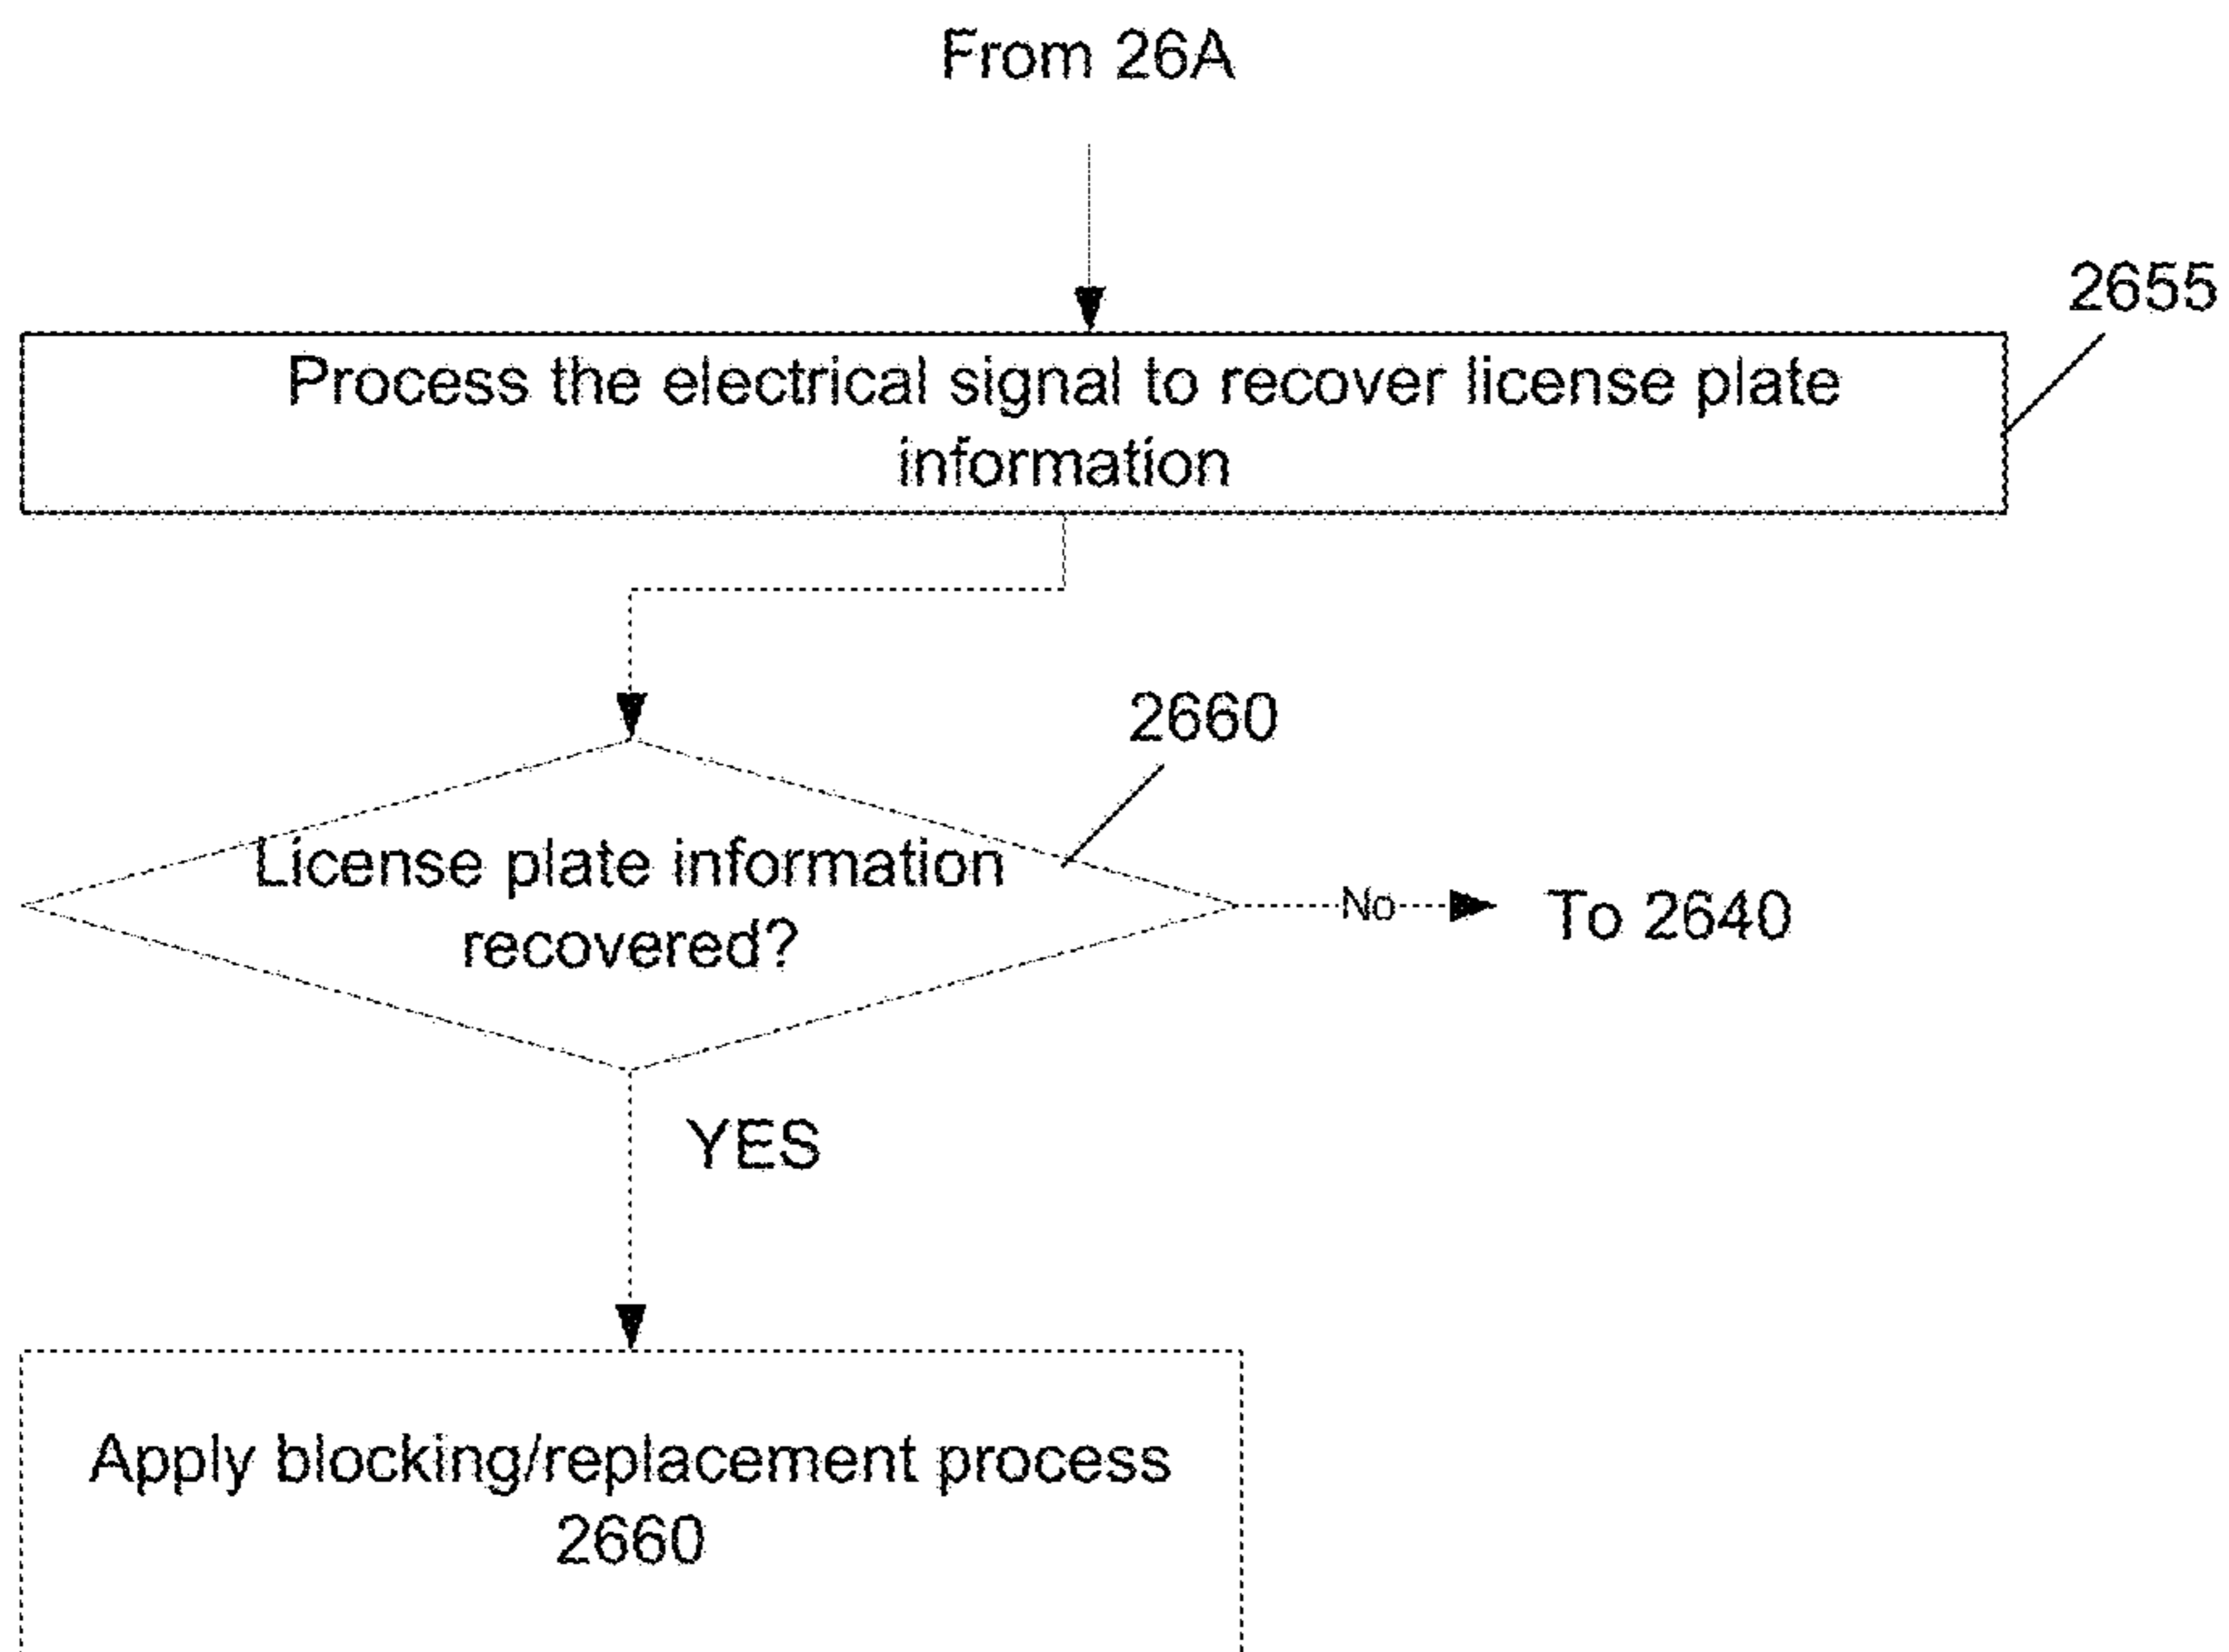 From 26A
2655
Process the electrical signal to recover license plate
information
2660
License plate information
recovered?
No
To 2640
YES
Apply blocking/replacement process
2660